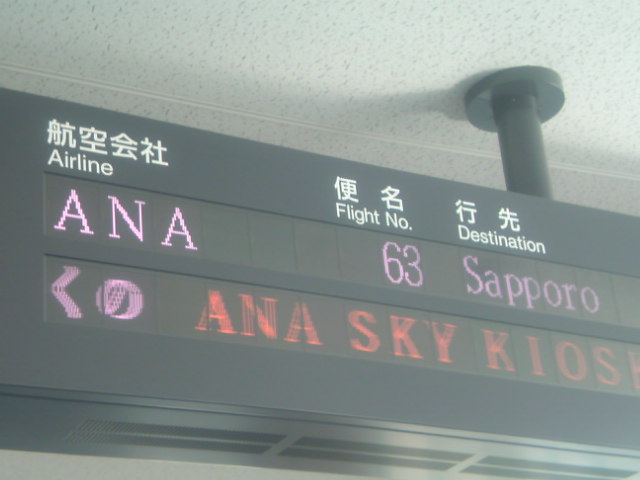 航空会社 便名 行先
Airline Flight No. Destination
ANA 63 Sapporo
くの ANA SKY KIOSK